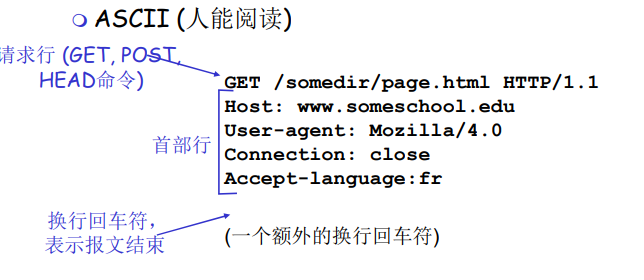 ASCII (人能阅读)
请求行 (GET, POST,
HEAD命令)
GET /somedir/page.html HTTP/1.1
Host: www.someschool.edu
User-agent: Mozilla/4.0
Connection: close
Accept-language:fr
首部行
换行回车符，
表示报文结束
(一个额外的换行回车符)